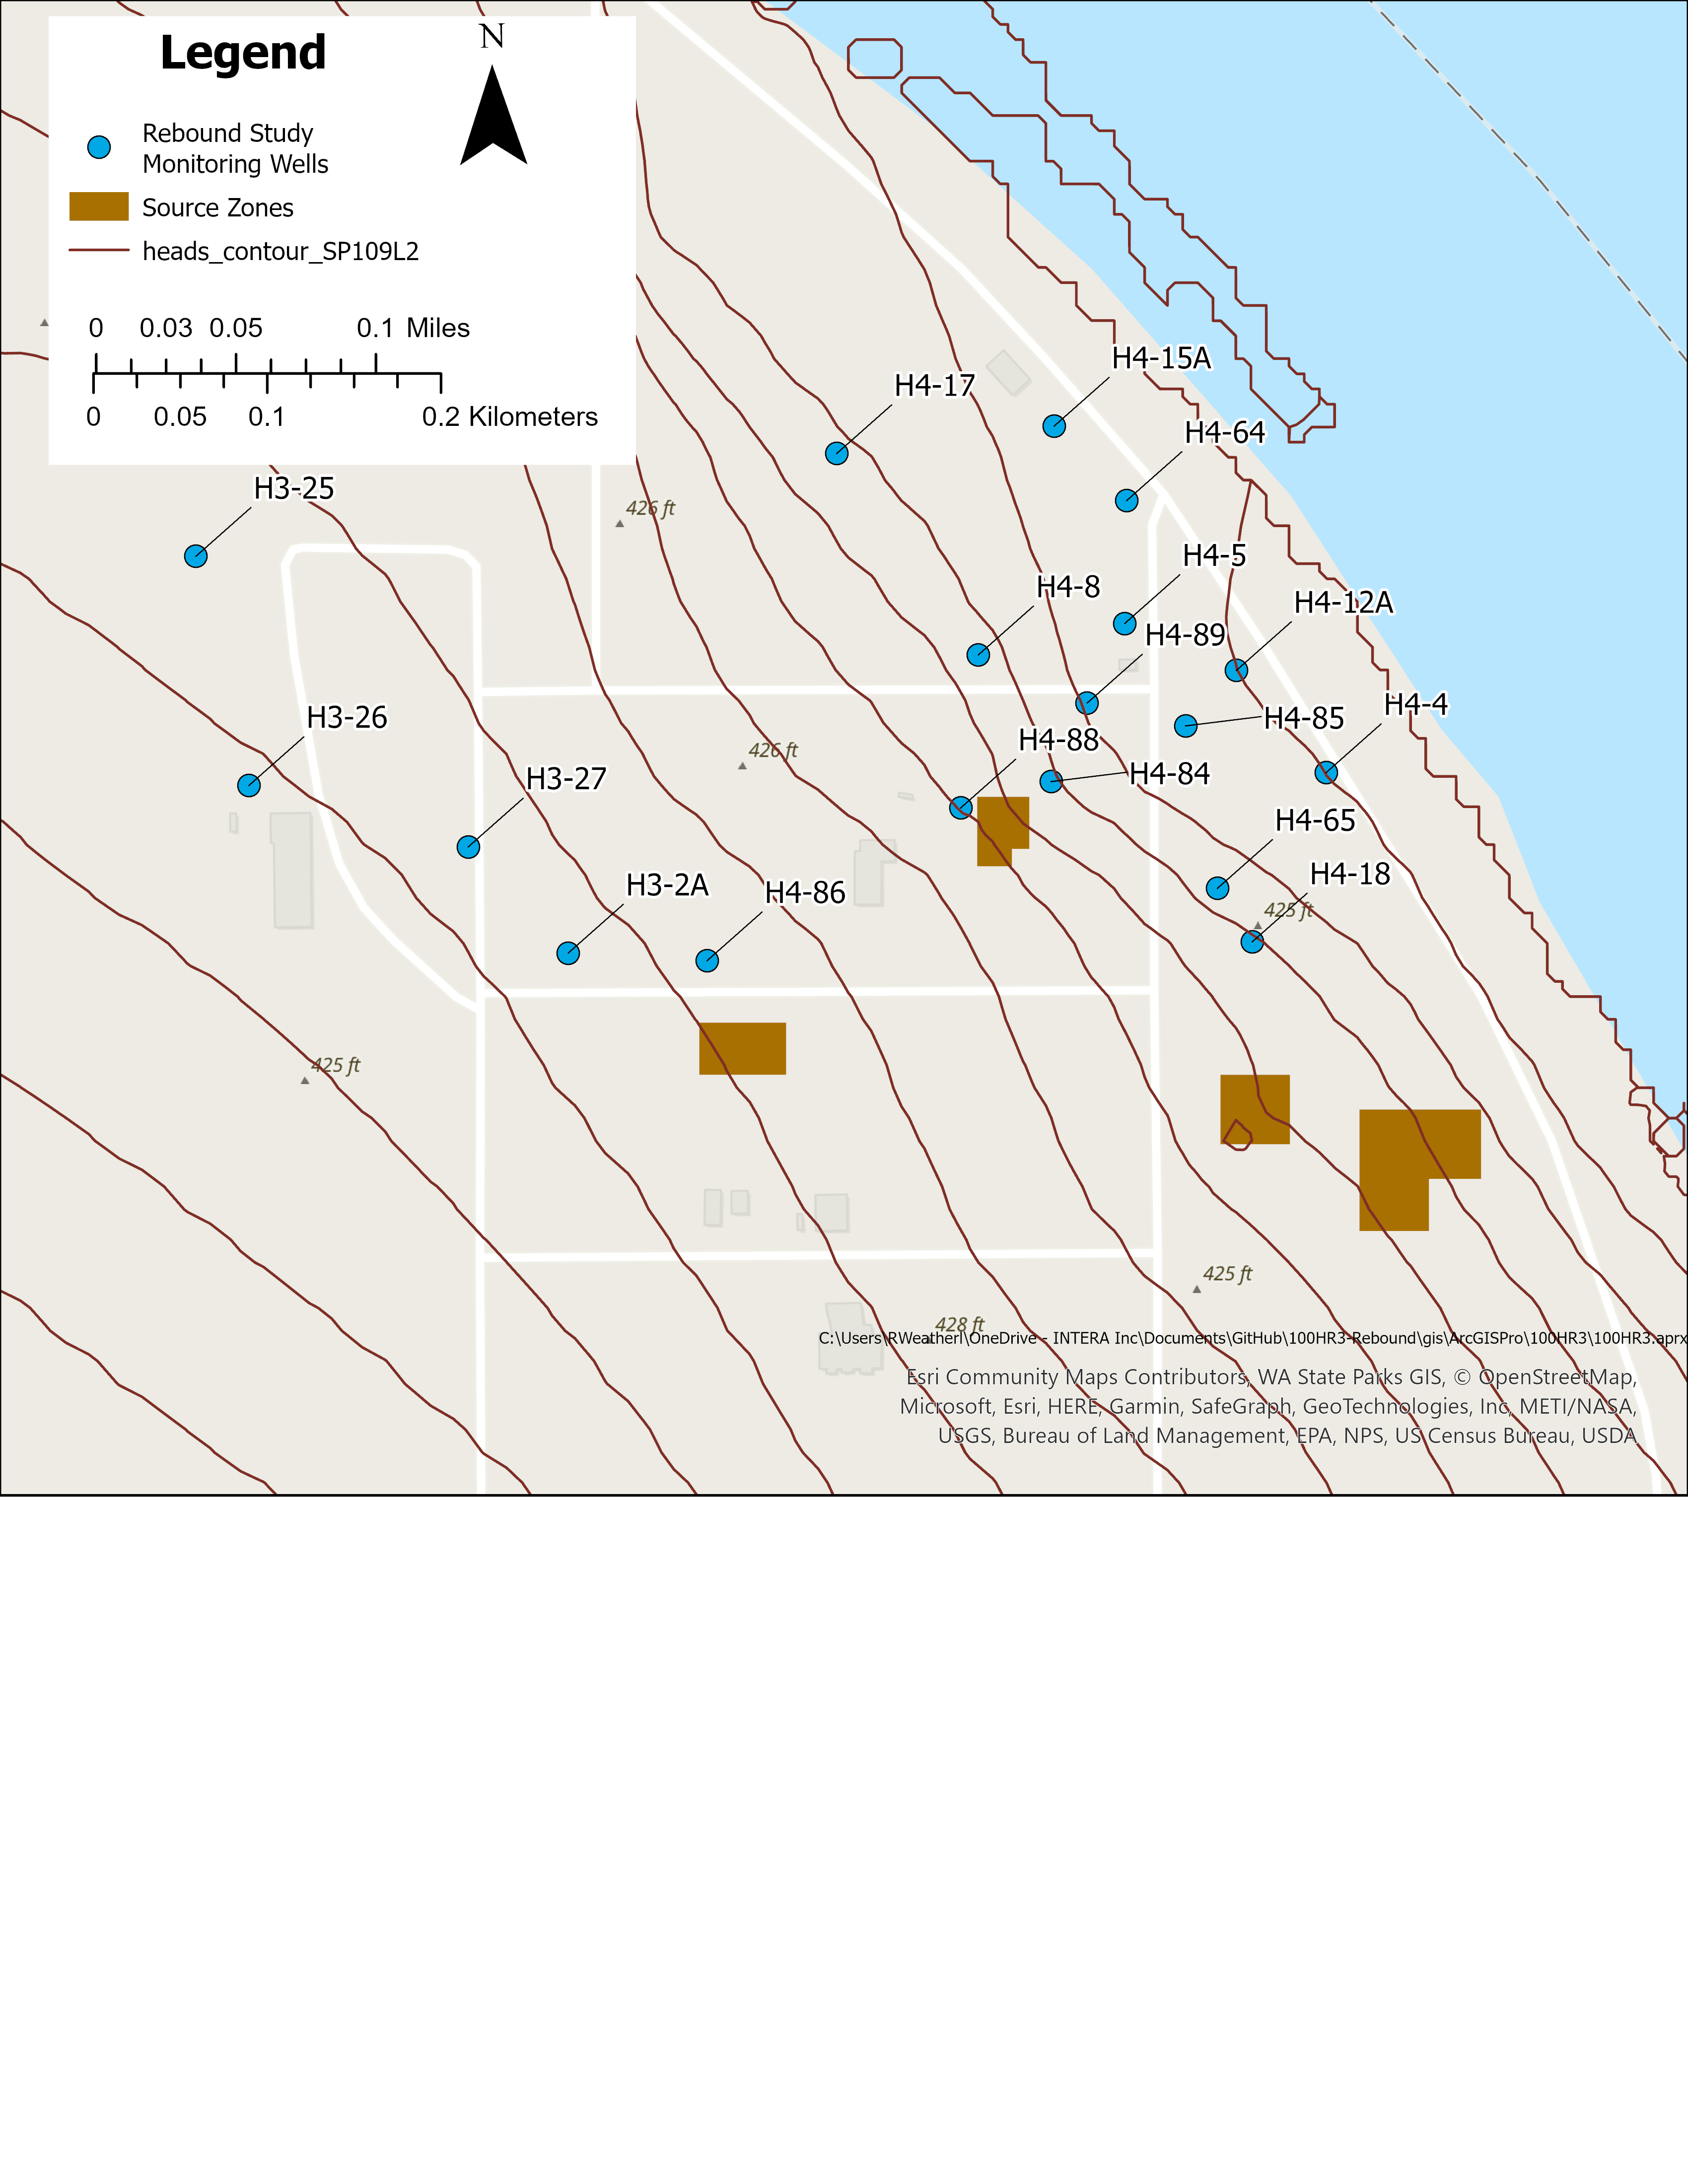 Legend
N
Rebound Study
Monitoring Wells
Source Zones
heads_contour_SP109L2
0 0.03 0.05 0.1 Miles
0 0.05 0.1 0.2 Kilometers
H4-15A
H4-17
H4-64
H3-25
426 ft
H4-5
H4-8
H4-12A
H4-89
H3-26
H4-4
H4-85
H4-88
426 ft
H4-84
H3-27
H4-65
H4-18
H3-2A
H4-86
425 ft
425 ft
425 ft
428 ft
C:\Users\RWeatherl\OneDrive - INTERA Inc\Documents\GitHub\100HR3-Rebound\gis\ArcGISPro\100HR3\100HR3.aprx
Esri Community Maps Contributors, WA State Parks GIS, © OpenStreetMap,
Microsoft, Esri, HERE, Garmin, SafeGraph, GeoTechnologies, Inc, METI/NASA,
USGS, Bureau of Land Management, EPA, NPS, US Census Bureau, USDA